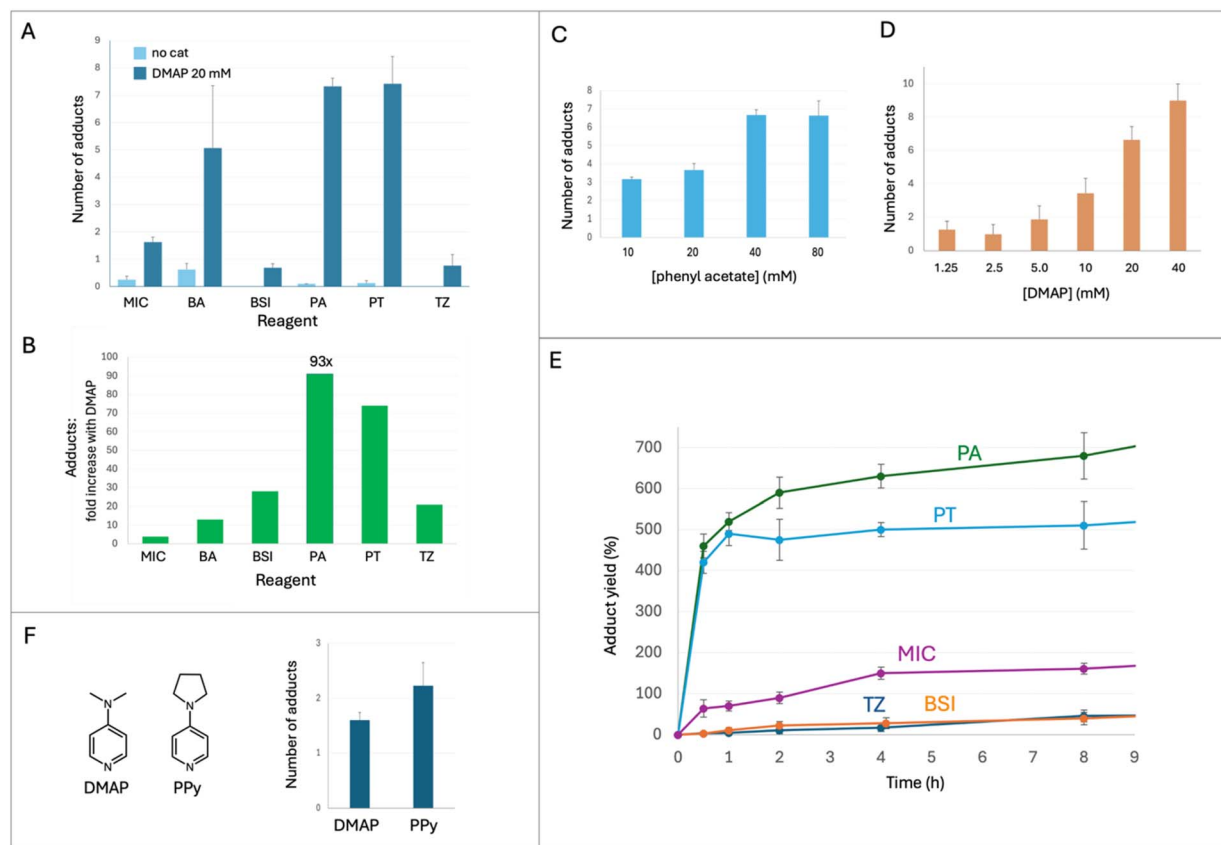 A
9
8
7
6
5
4
3
2
1
0
no cat
DMAP 20 mM
Number of adducts
MIC BA BSI PA PT TZ
Reagent
B
100
90
80
70
60
50
40
30
20
10
0
93x
Adducts:
fold increase with DMAP
MIC BA BSI PA PT TZ
Reagent
C
8
7
6
5
4
3
2
1
0
Number of adducts
10 20 40 80
[phenyl acetate] (mM)
D
10
8
6
4
2
0
Number of adducts
1.25 2.5 5.0 10 20 40
[DMAP] (mM)
E
700
600
500
400
300
200
100
0
Adduct yield (%)
PA
PT
MIC
TZ BSI
0 1 2 3 4 5 6 7 8 9
Time (h)
F
N
N
DMAP
N
N
PPy
3
2
1
0
Number of adducts
DMAP PPy